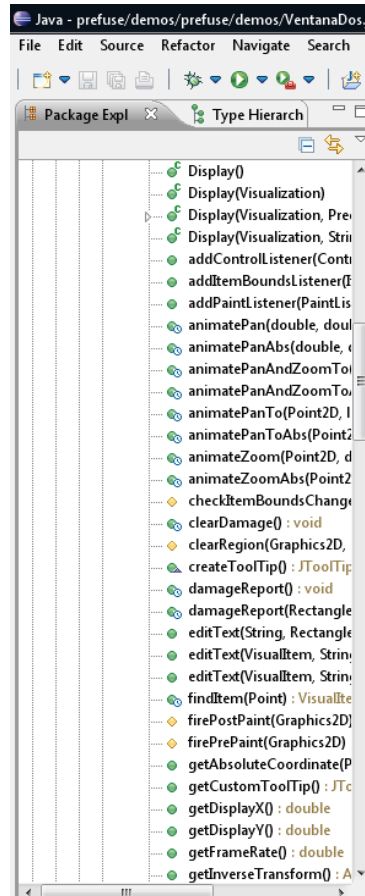 Java - prefuse/demos/prefuse/demos/VentanaDos.
File Edit Source Refactor Navigate Search
Package Expl Type Hierarch
Display()
Display(Visualization)
Display(Visualization, Pre
Display(Visualization, Stri
addControlListener(Contr
addItemBoundsListener(I
addPaintListener(PaintLis
animatePan(double, doul
animatePanAbs(double, d
animatePanAndZoomTo(
animatePanAndZoomTo
animatePanTo(Point2D, l
animatePanToAbs(Point2
animateZoom(Point2D, d
animateZoomAbs(Point2
checkItemBoundsChange
clearDamage() : void
clearRegion(Graphics2D,
createToolTip() : JToolTip
damageReport() : void
damageReport(Rectangle
editText(String, Rectangle
editText(VisualItem, String
editText(VisualItem, String
findItem(Point) : VisualIte
firePostPaint(Graphics2D)
firePrePaint(Graphics2D)
getAbsoluteCoordinate(P
getCustomToolTip() : JTo
getDisplayX() : double
getDisplayY() : double
getFrameRate() : double
getInverseTransform() : A